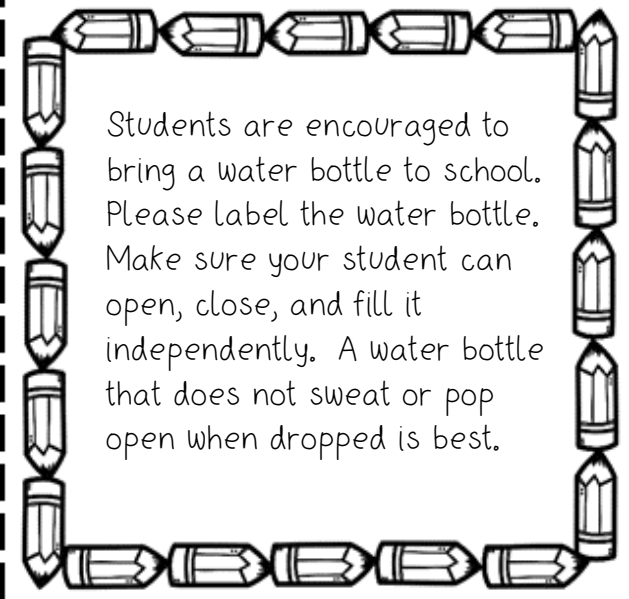 Students are encouraged to
bring a water bottle to school.
Please label the water bottle.
Make sure your student can
open, close, and fill it
independently.  A water bottle
that does not sweat or pop
open when dropped is best.